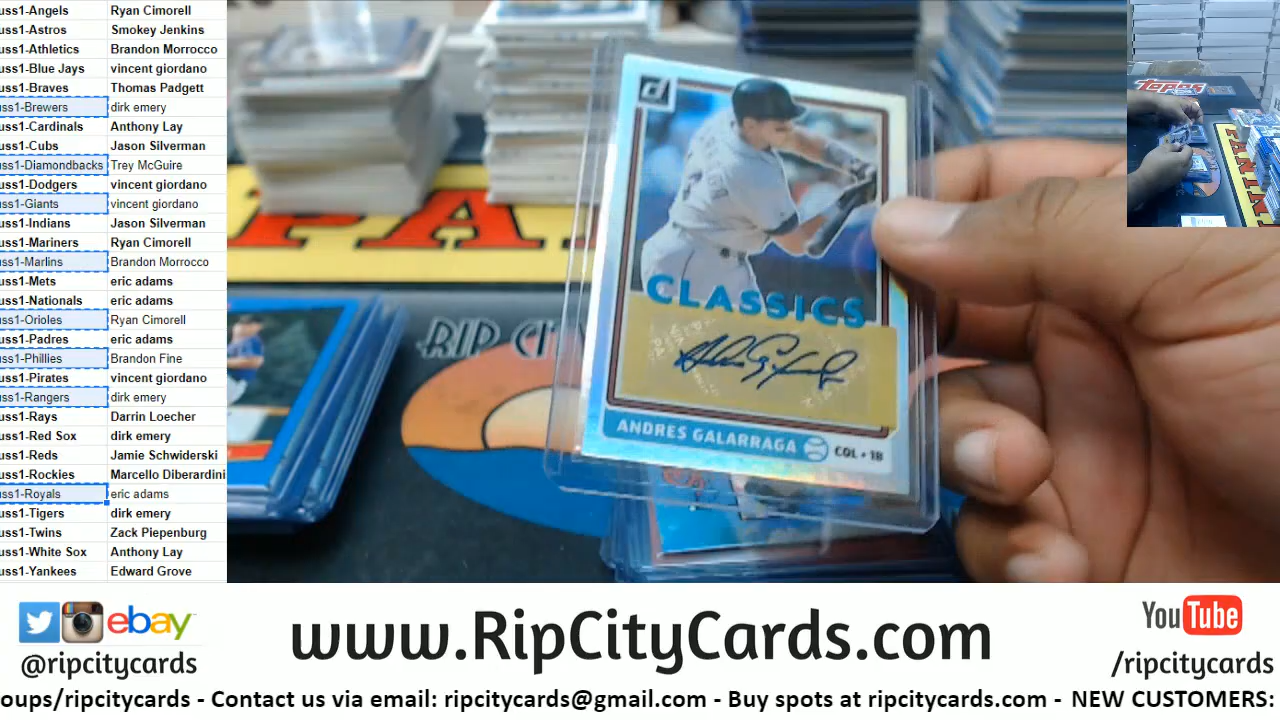 uss1-Angels Ryan Cimorell
uss1-Astros Smokey Jenkins
uss1-Athletics Brandon Morrocco
uss1-Blue Jays vincent giordano
uss1-Braves Thomas Padgett
uss1-Brewers dirk emery
uss1-Cardinals Anthony Lay
uss1-Cubs Jason Silverman
uss1-Diamondbacks Trey McGuire
uss1-Dodgers vincent giordano
uss1-Giants vincent giordano
uss1-Indians Jason Silverman
uss1-Mariners Ryan Cimorell
uss1-Marlins Brandon Morrocco
uss1-Mets eric adams
uss1-Nationals eric adams
uss1-Orioles Ryan Cimorell
uss1-Padres eric adams
uss1-Phillies Brandon Fine
uss1-Pirates vincent giordano
uss1-Rangers dirk emery
uss1-Rays Darrin Loecher
uss1-Red Sox dirk emery
uss1-Reds Jamie Schwiderski
uss1-Rockies Marcello Diberardini
uss1-Royals eric adams
uss1-Tigers dirk emery
uss1-Twins Zack Piepenburg
uss1-White Sox Anthony Lay
uss1-Yankees Edward Grove
Topps
RIP CI
CLASSICS
ANDRES GALARRAGA COL • 1B
ebay
@ripcitycards
www.RipCityCards.com
YouTube
/ripcitycards
oups/ripcitycards - Contact us via email: ripcitycards@gmail.com - Buy spots at ripcitycards.com - NEW CUSTOMERS: